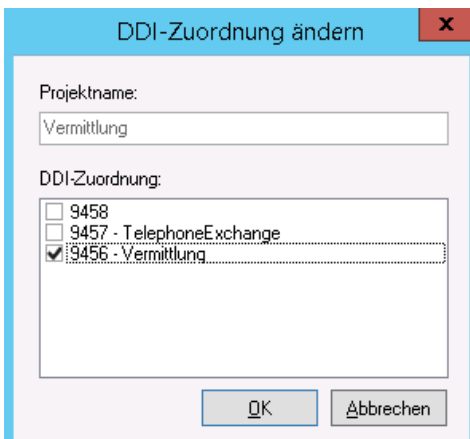 DDI-Zuordnung ändern
x
Projektname:
Vermittlung
DDI-Zuordnung:
9458
9457 - TelephoneExchange
9456 - Vermittlung
OK Abbrechen